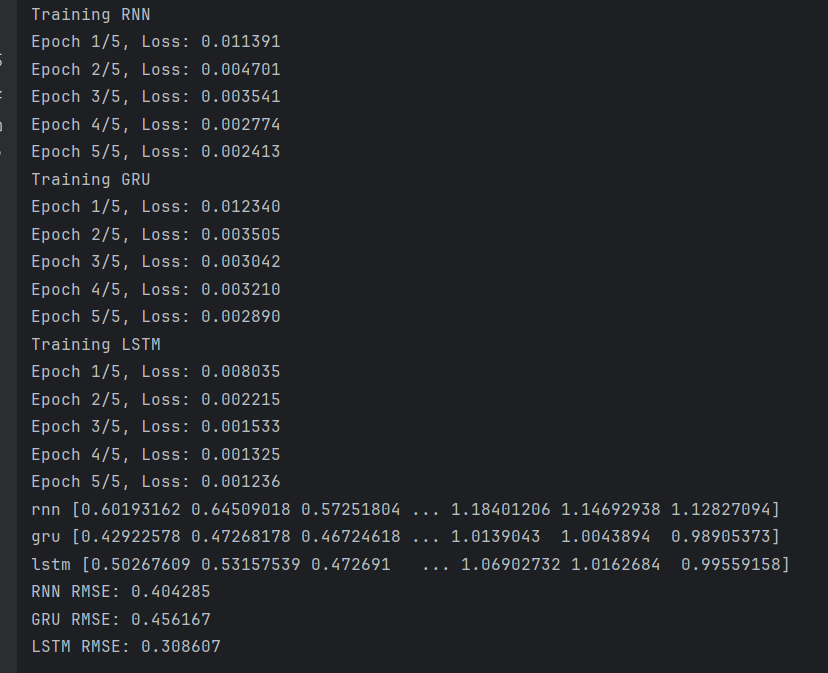 Training RNN
Epoch 1/5, Loss: 0.011391
Epoch 2/5, Loss: 0.004701
Epoch 3/5, Loss: 0.003541
Epoch 4/5, Loss: 0.002774
Epoch 5/5, Loss: 0.002413
Training GRU
Epoch 1/5, Loss: 0.012340
Epoch 2/5, Loss: 0.003505
Epoch 3/5, Loss: 0.003042
Epoch 4/5, Loss: 0.003210
Epoch 5/5, Loss: 0.002890
Training LSTM
Epoch 1/5, Loss: 0.008035
Epoch 2/5, Loss: 0.002215
Epoch 3/5, Loss: 0.001533
Epoch 4/5, Loss: 0.001325
Epoch 5/5, Loss: 0.001236
rnn [0.60193162 0.64509018 0.57251804 ... 1.18401206 1.14692938 1.12827094]
gru [0.42922578 0.47268178 0.46724618 ... 1.0139043  1.0043894  0.98905373]
lstm [0.50267609 0.53157539 0.472691   ... 1.06902732 1.0162684  0.99559158]
RNN RMSE: 0.404285
GRU RMSE: 0.456167
LSTM RMSE: 0.308607